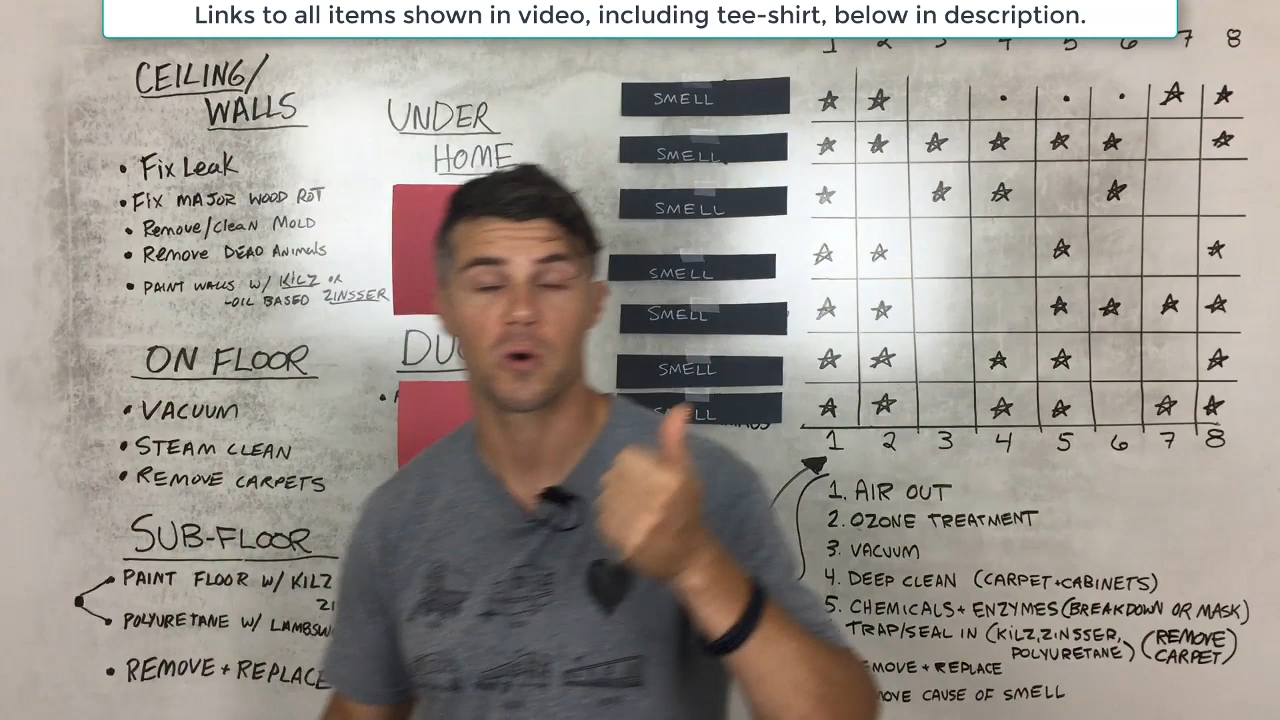 Links to all items shown in video, including tee-shirt, below in description.
CEILING/
WALLS
• Fix Leak
• Fix MAJOR WOOD ROT
• Remove/Clean MOLD
• Remove DEAD ANIMALS
• PAINT WALLS W/ KILZ OR
-OIL BASED ZINSSER
ON FLOOR
• VACUUM
• STEAM CLEAN
• REMOVE CARPETS
SUB-FLOOR
• PAINT FLOOR W/ KILZ
• POLYURETANE W/
• REMOVE + REPLACE
UNDER
HOME
SMELL
SMELL
SMELL
SMELL
SMELL
SMELL
SMELL
1 2 3 4 5 6 7 8
1 2 3 4 5 6 7 8
1. AIR OUT
2. OZONE TREATMENT
3. VACUUM
4. DEEP CLEAN (CARPET+CABINETS)
5. CHEMICALS + ENZYMES (BREAKDOWN OR MASK)
TRAP/SEAL IN (KILZ, ZINSSER, POLYURETANE) (REMOVE CARPET)
+ REPLACE
CAUSE OF SMELL